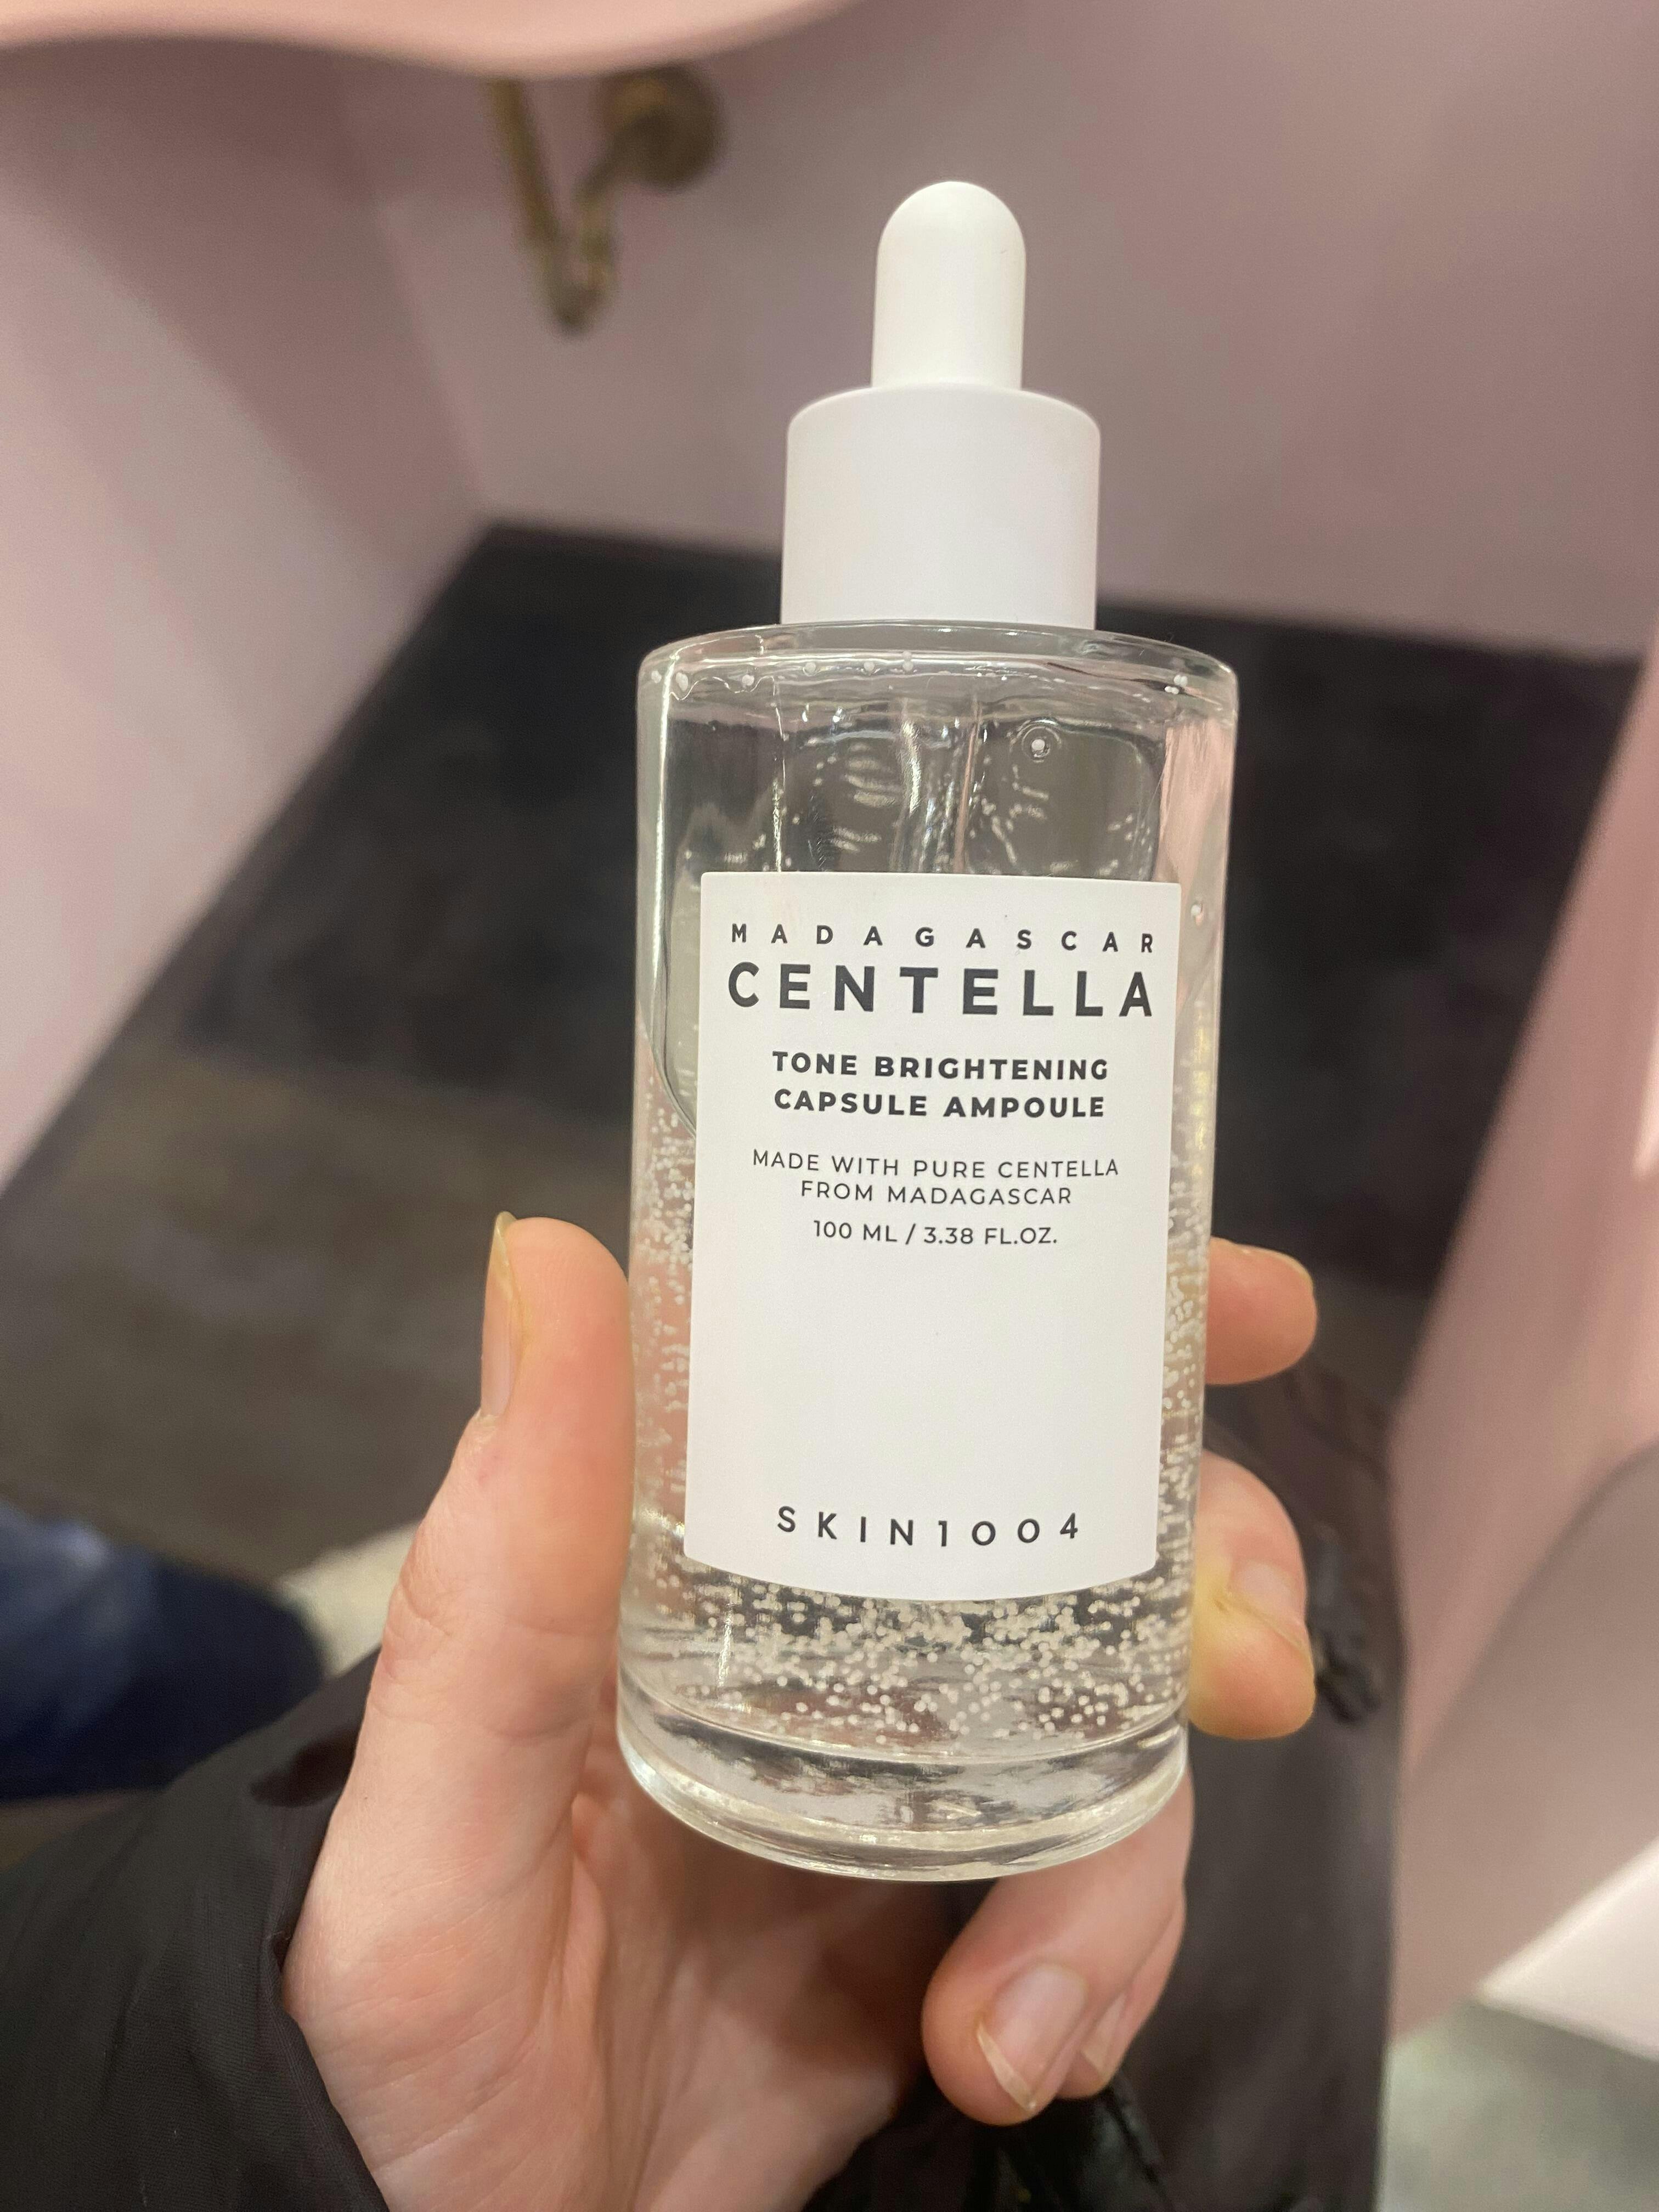 MADAGASCAR
CENTELLA
TONE BRIGHTENING
CAPSULE AMPOULE
MADE WITH PURE CENTELLA
FROM MADAGASCAR
100 ML / 3.38 FL.OZ.
SKIN1004